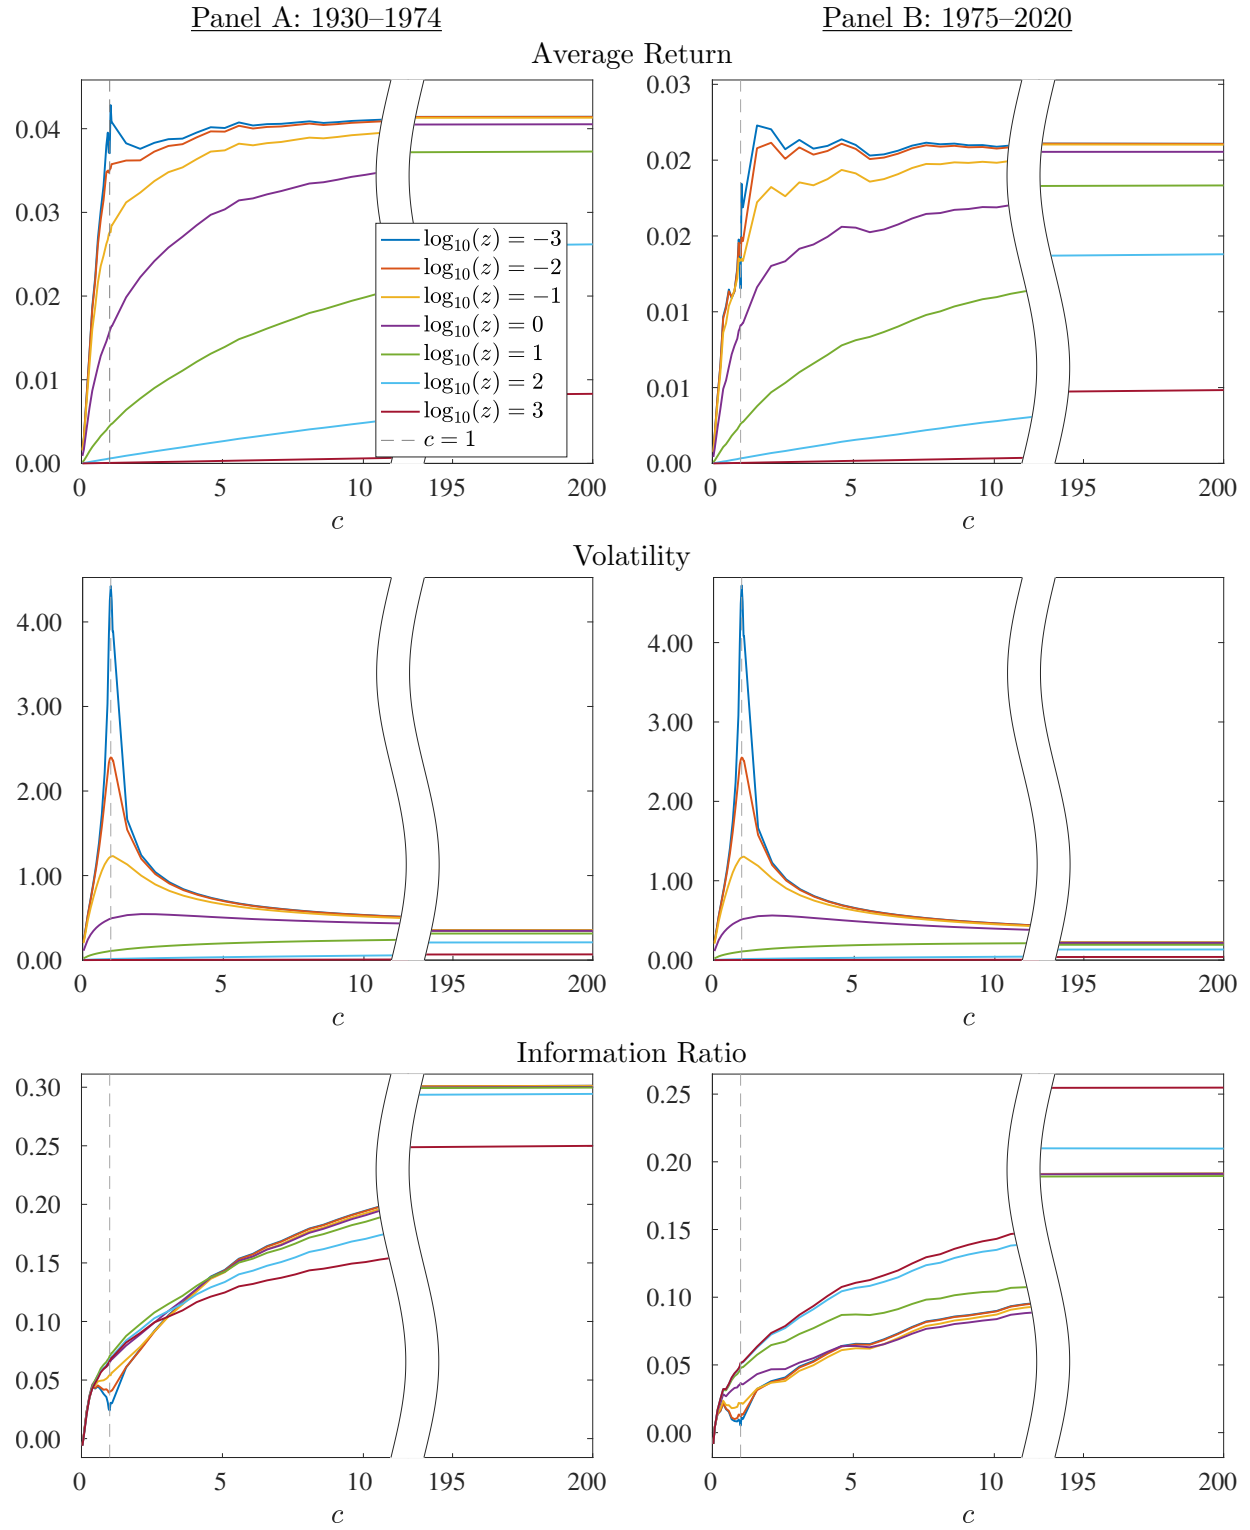 Panel A: 1930–1974
Panel B: 1975–2020
Average Return
0.04
0.03
0.02
0.01
0.00
0 5 10 195 200
c
log₁₀(z) = −3
log₁₀(z) = −2
log₁₀(z) = −1
log₁₀(z) = 0
log₁₀(z) = 1
log₁₀(z) = 2
log₁₀(z) = 3
c = 1
0.03
0.02
0.02
0.01
0.01
0.00
0 5 10 195 200
c
Volatility
4.00
3.00
2.00
1.00
0.00
0 5 10 195 200
c
4.00
3.00
2.00
1.00
0.00
0 5 10 195 200
c
Information Ratio
0.30
0.25
0.20
0.15
0.10
0.05
0.00
0 5 10 195 200
c
0.25
0.20
0.15
0.10
0.05
0.00
0 5 10 195 200
c